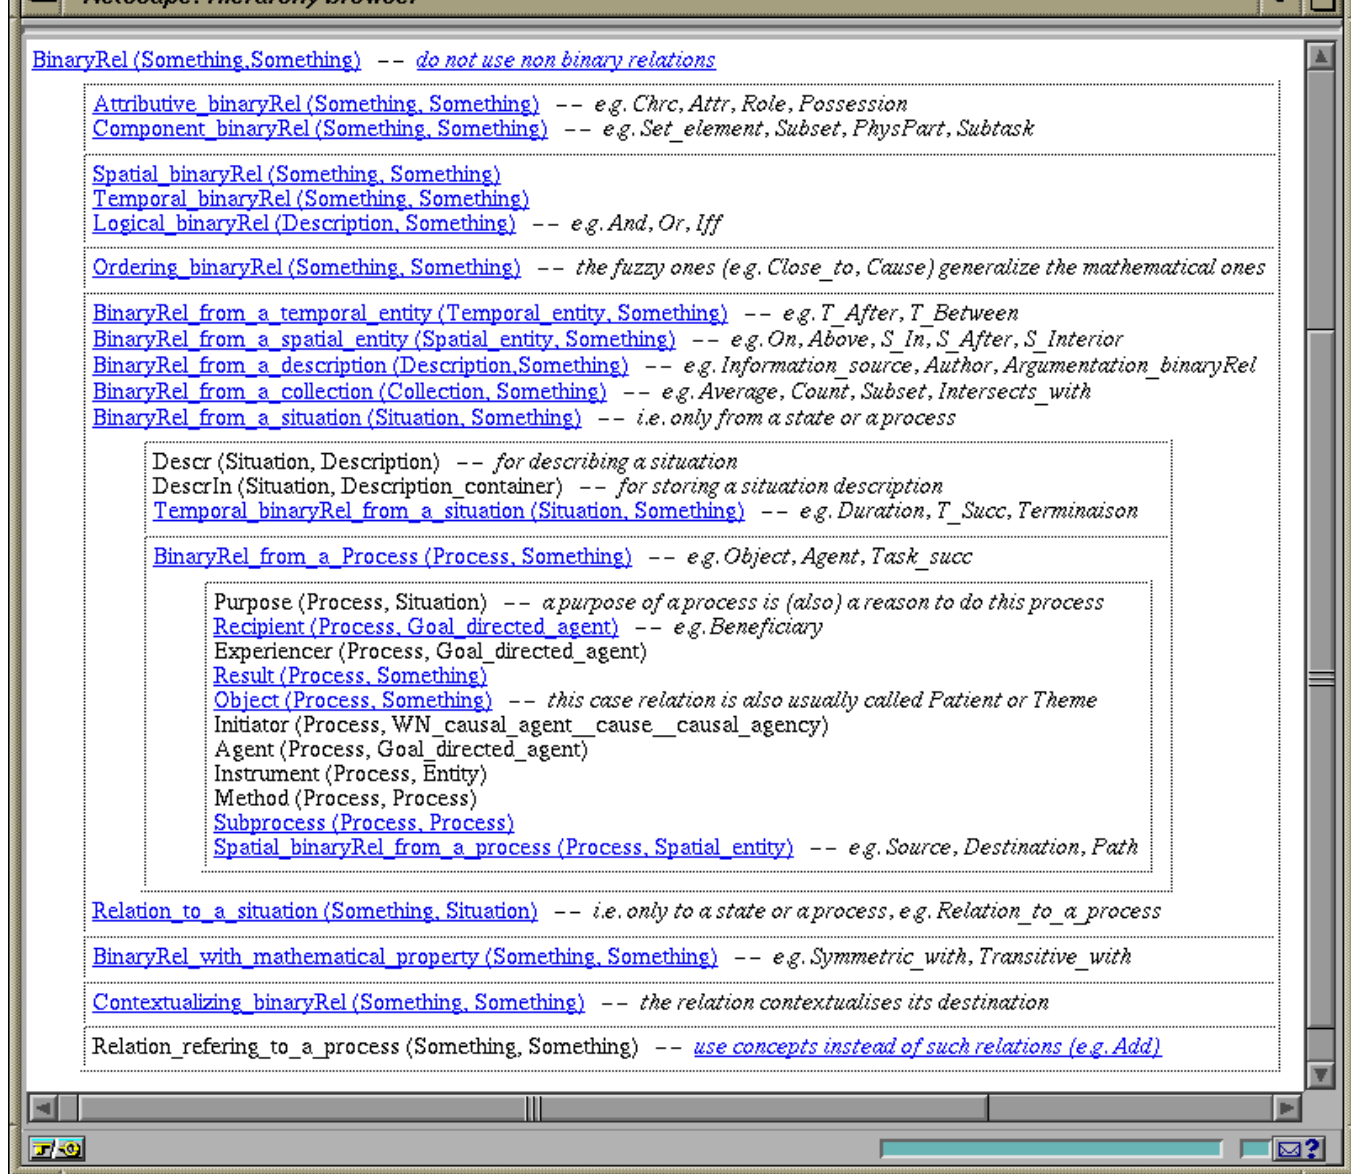 Netscape: Hierarchy browser
BinaryRel (Something,Something) -- do not use non binary relations
Attributive_binaryRel (Something, Something) -- e.g. Chrc, Attr, Role, Possession
Component_binaryRel (Something, Something) -- e.g. Set_element, Subset, PhysPart, Subtask
Spatial_binaryRel (Something, Something)
Temporal_binaryRel (Something, Something)
Logical_binaryRel (Description, Something) -- e.g. And, Or, Iff
Ordering_binaryRel (Something, Something) -- the fuzzy ones (e.g. Close_to, Cause) generalize the mathematical ones
BinaryRel_from_a_temporal_entity (Temporal_entity, Something) -- e.g. T_After, T_Between
BinaryRel_from_a_spatial_entity (Spatial_entity, Something) -- e.g. On, Above, S_In, S_After, S_Interior
BinaryRel_from_a_description (Description,Something) -- e.g. Information_source, Author, Argumentation_binaryRel
BinaryRel_from_a_collection (Collection, Something) -- e.g. Average, Count, Subset, Intersects_with
BinaryRel_from_a_situation (Situation, Something) -- i.e. only from a state or a process
Descr (Situation, Description) -- for describing a situation
DescrIn (Situation, Description_container) -- for storing a situation description
Temporal_binaryRel_from_a_situation (Situation, Something) -- e.g. Duration, T_Succ, Terminaison
BinaryRel_from_a_Process (Process, Something) -- e.g. Object, Agent, Task_succ
Purpose (Process, Situation) -- a purpose of a process is (also) a reason to do this process
Recipient (Process, Goal_directed_agent) -- e.g. Beneficiary
Experiencer (Process, Goal_directed_agent)
Result (Process, Something)
Object (Process, Something) -- this case relation is also usually called Patient or Theme
Initiator (Process, WN_causal_agent__cause__causal_agency)
Agent (Process, Goal_directed_agent)
Instrument (Process, Entity)
Method (Process, Process)
Subprocess (Process, Process)
Spatial_binaryRel_from_a_process (Process, Spatial_entity) -- e.g. Source, Destination, Path
Relation_to_a_situation (Something, Situation) -- i.e. only to a state or a process, e.g. Relation_to_a_process
BinaryRel_with_mathematical_property (Something, Something) -- e.g. Symmetric_with, Transitive_with
Contextualizing_binaryRel (Something, Something) -- the relation contextualises its destination
Relation_refering_to_a_process (Something, Something) -- use concepts instead of such relations (e.g. Add)